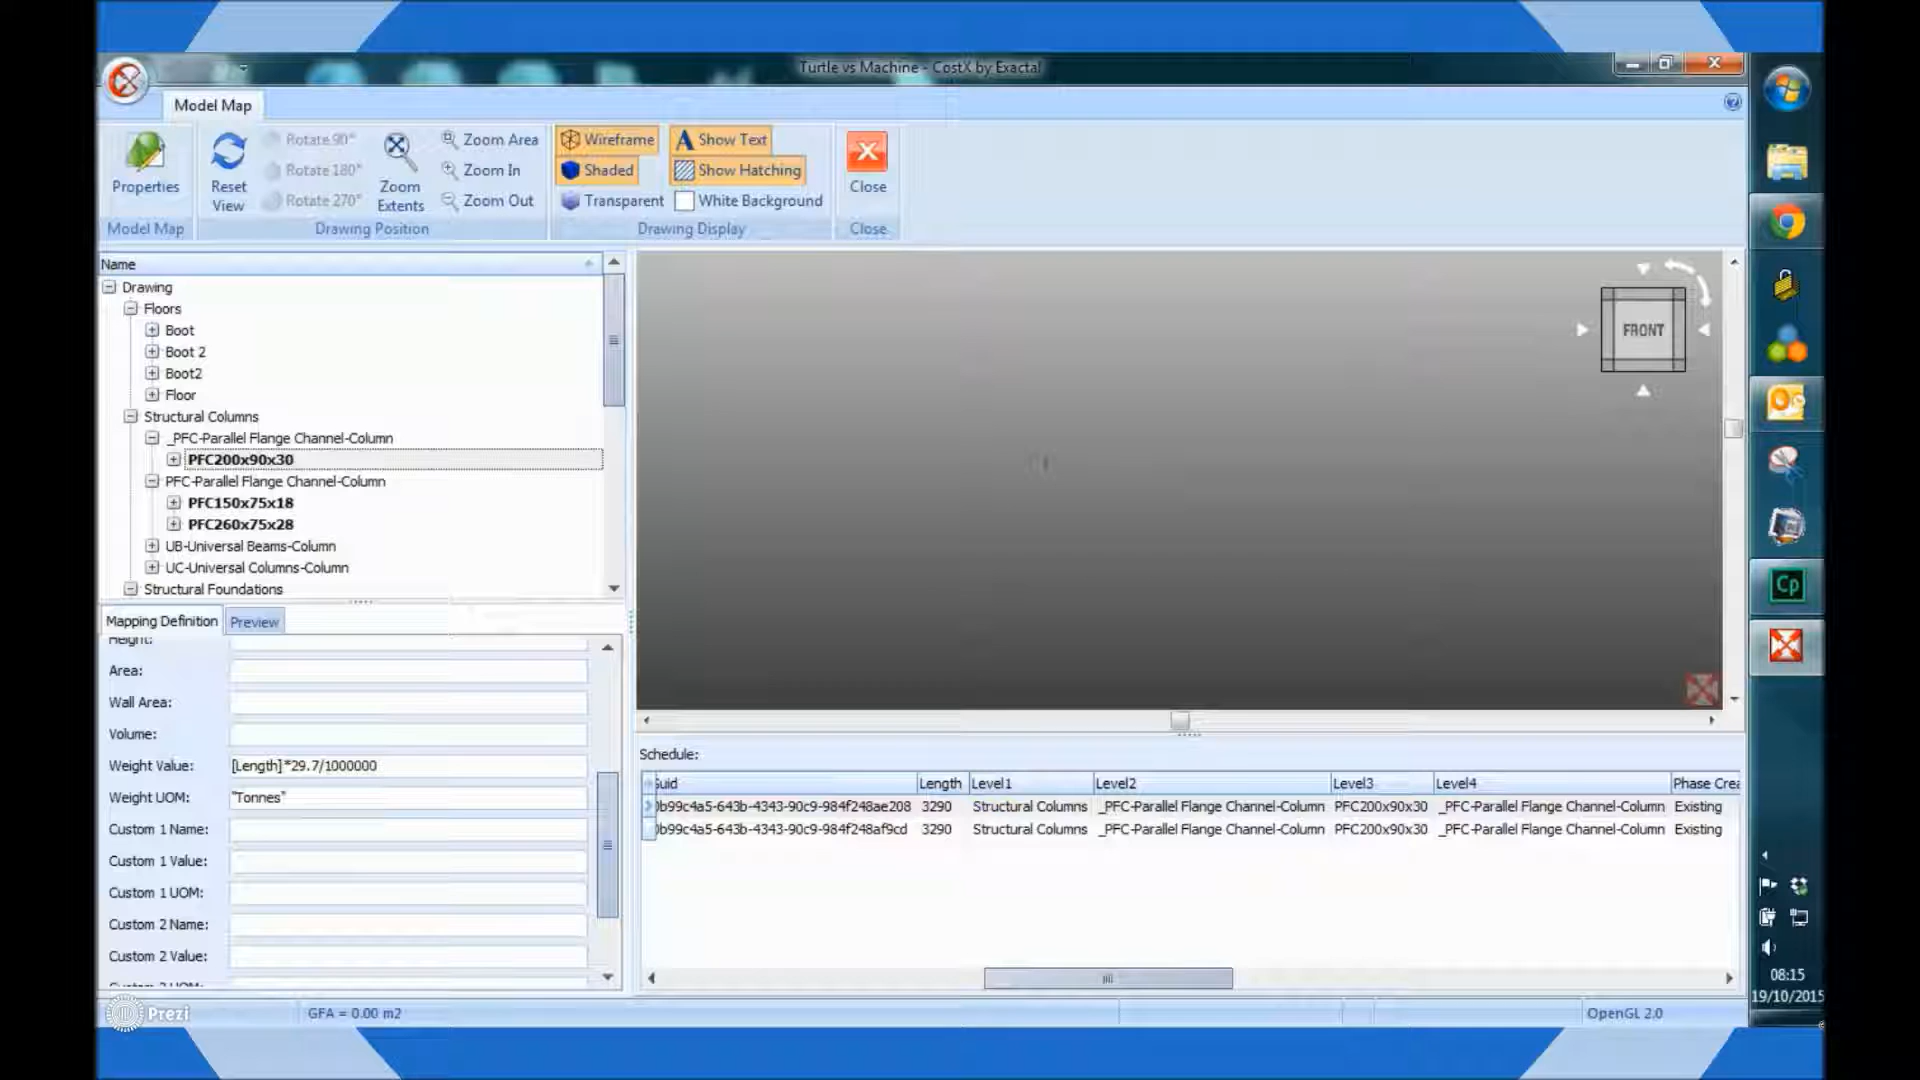 Turtle vs Machine - CostX by Exactal
Model Map
Properties
Reset View
Rotate 90°
Rotate 180°
Rotate 270°
Zoom Extents
Zoom Area
Zoom In
Zoom Out
Wireframe
Shaded
Transparent
Show Text
Show Hatching
White Background
Close
Model Map
Drawing Position
Drawing Display
Close
Name
Drawing
Floors
Boot
Boot 2
Boot2
Floor
Structural Columns
_PFC-Parallel Flange Channel-Column
PFC200x90x30
PFC-Parallel Flange Channel-Column
PFC150x75x18
PFC260x75x28
UB-Universal Beams-Column
UC-Universal Columns-Column
Structural Foundations
FRONT
Mapping Definition
Preview
Height:
Area:
Wall Area:
Volume:
Weight Value: [Length]*29.7/1000000
Weight UOM: "Tonnes"
Custom 1 Name:
Custom 1 Value:
Custom 1 UOM:
Custom 2 Name:
Custom 2 Value:
Custom 2 UOM:
Schedule:
Guid Length Level1 Level2 Level3 Level4 Phase Crea
b99c4a5-643b-4343-90c9-984f248ae208 3290 Structural Columns _PFC-Parallel Flange Channel-Column PFC200x90x30 _PFC-Parallel Flange Channel-Column Existing
b99c4a5-643b-4343-90c9-984f248af9cd 3290 Structural Columns _PFC-Parallel Flange Channel-Column PFC200x90x30 _PFC-Parallel Flange Channel-Column Existing
Cp
08:15
19/10/2015
Prezi
GFA = 0.00 m2
OpenGL 2.0